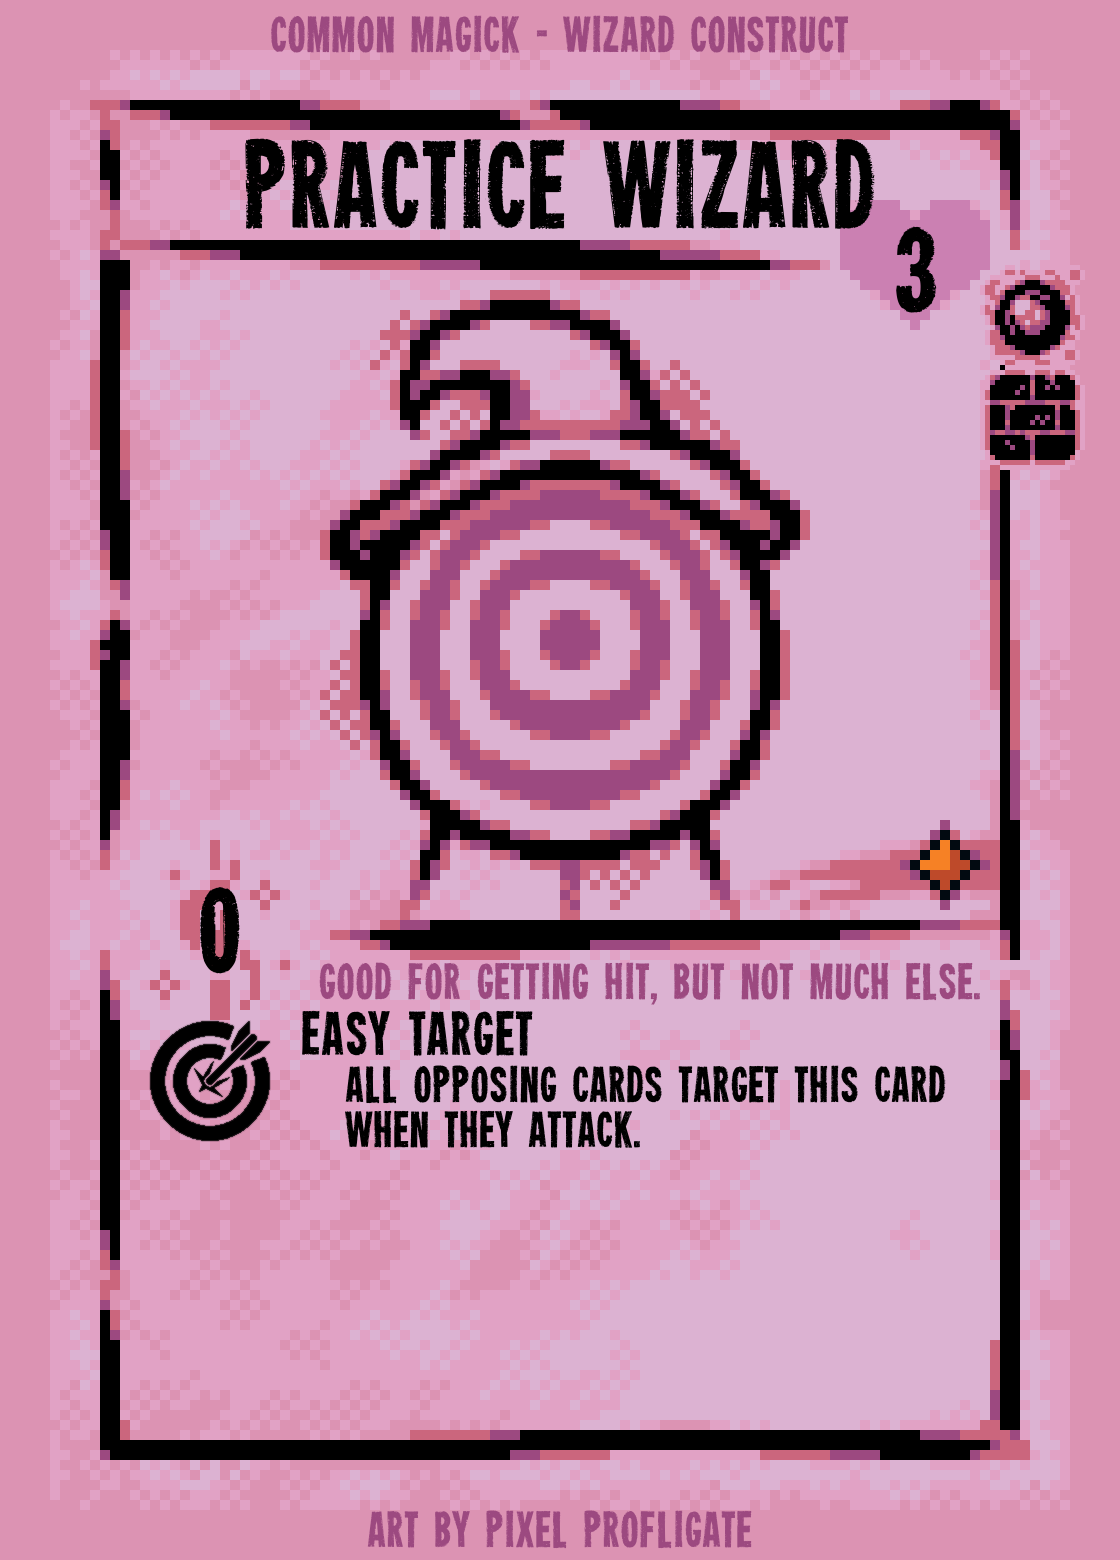 COMMON MAGICK - WIZARD CONSTRUCT
PRACTICE WIZARD
3
0
GOOD FOR GETTING HIT, BUT NOT MUCH ELSE.
EASY TARGET
ALL OPPOSING CARDS TARGET THIS CARD
WHEN THEY ATTACK.
ART BY PIXEL PROFLIGATE